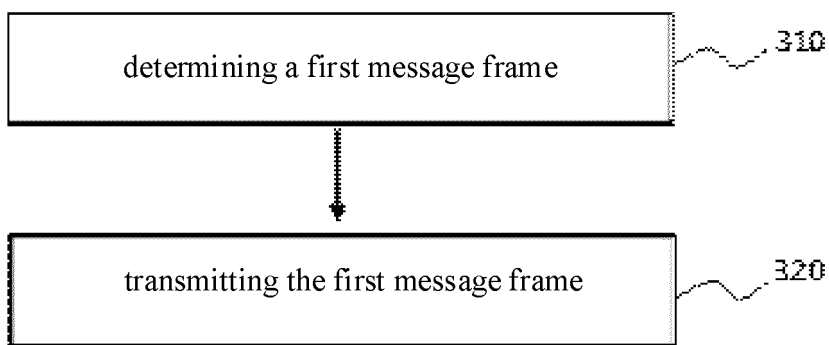 determining a first message frame
310
transmitting the first message frame
320